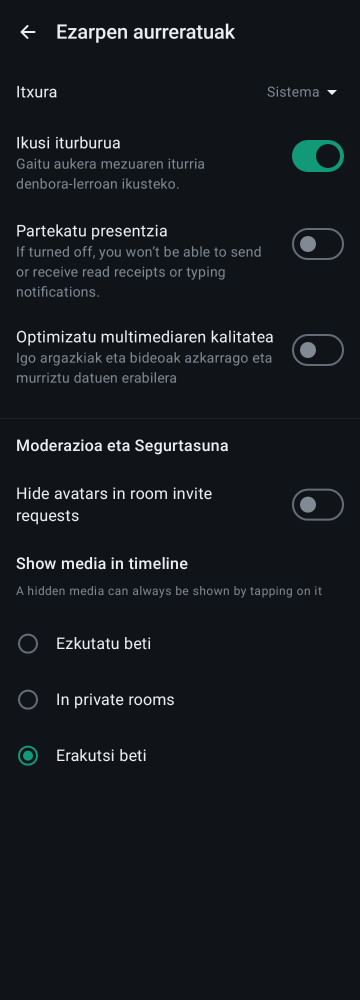 Ezarpen aurreratuak
Itxura
Sistema
Ikusi iturburua
Gaitu aukera mezuaren iturria
denbora-lerroan ikusteko.
Partekatu presentzia
If turned off, you won't be able to send
or receive read receipts or typing
notifications.
Optimizatu multimediaren kalitatea
Igo argazkiak eta bideoak azkarrago eta
murriztu datuen erabilera
Moderazioa eta Segurtasuna
Hide avatars in room invite
requests
Show media in timeline
A hidden media can always be shown by tapping on it
Ezkutatu beti
In private rooms
Erakutsi beti